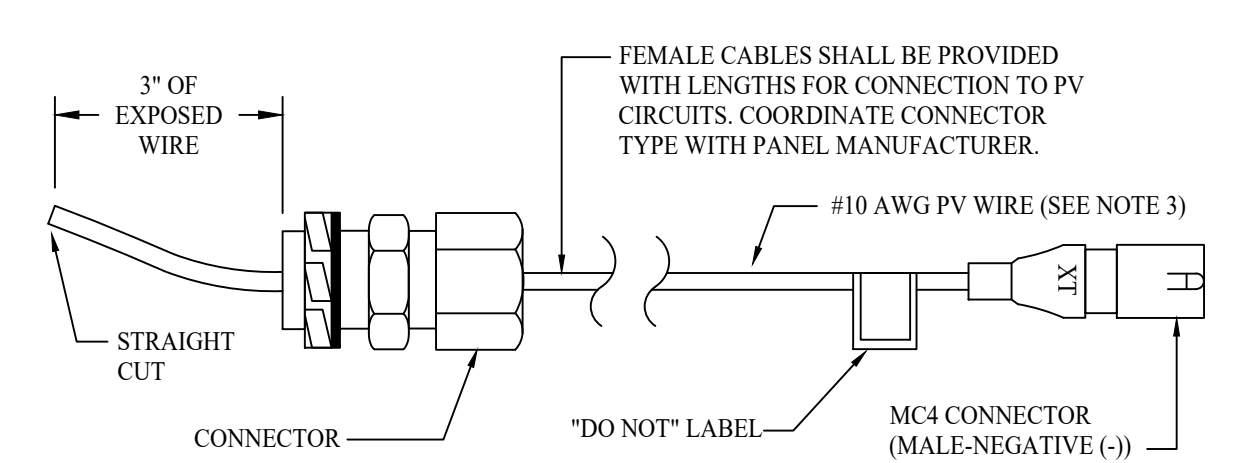 FEMALE CABLES SHALL BE PROVIDED
WITH LENGTHS FOR CONNECTION TO PV
CIRCUITS. COORDINATE CONNECTOR
TYPE WITH PANEL MANUFACTURER.
3" OF
EXPOSED
WIRE
#10 AWG PV WIRE (SEE NOTE 3)
XT
STRAIGHT
CUT
CONNECTOR
"DO NOT" LABEL
MC4 CONNECTOR
(MALE-NEGATIVE (-))